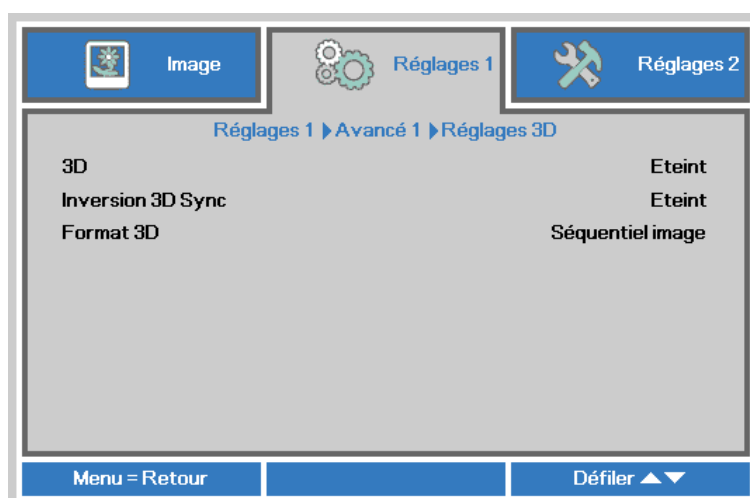 Image
Réglages 1
Réglages 2
Réglages 1 ▶ Avancé 1 ▶ Réglages 3D
3D Eteint
Inversion 3D Sync Eteint
Format 3D Séquentiel image
Menu = Retour
Défiler ▲▼